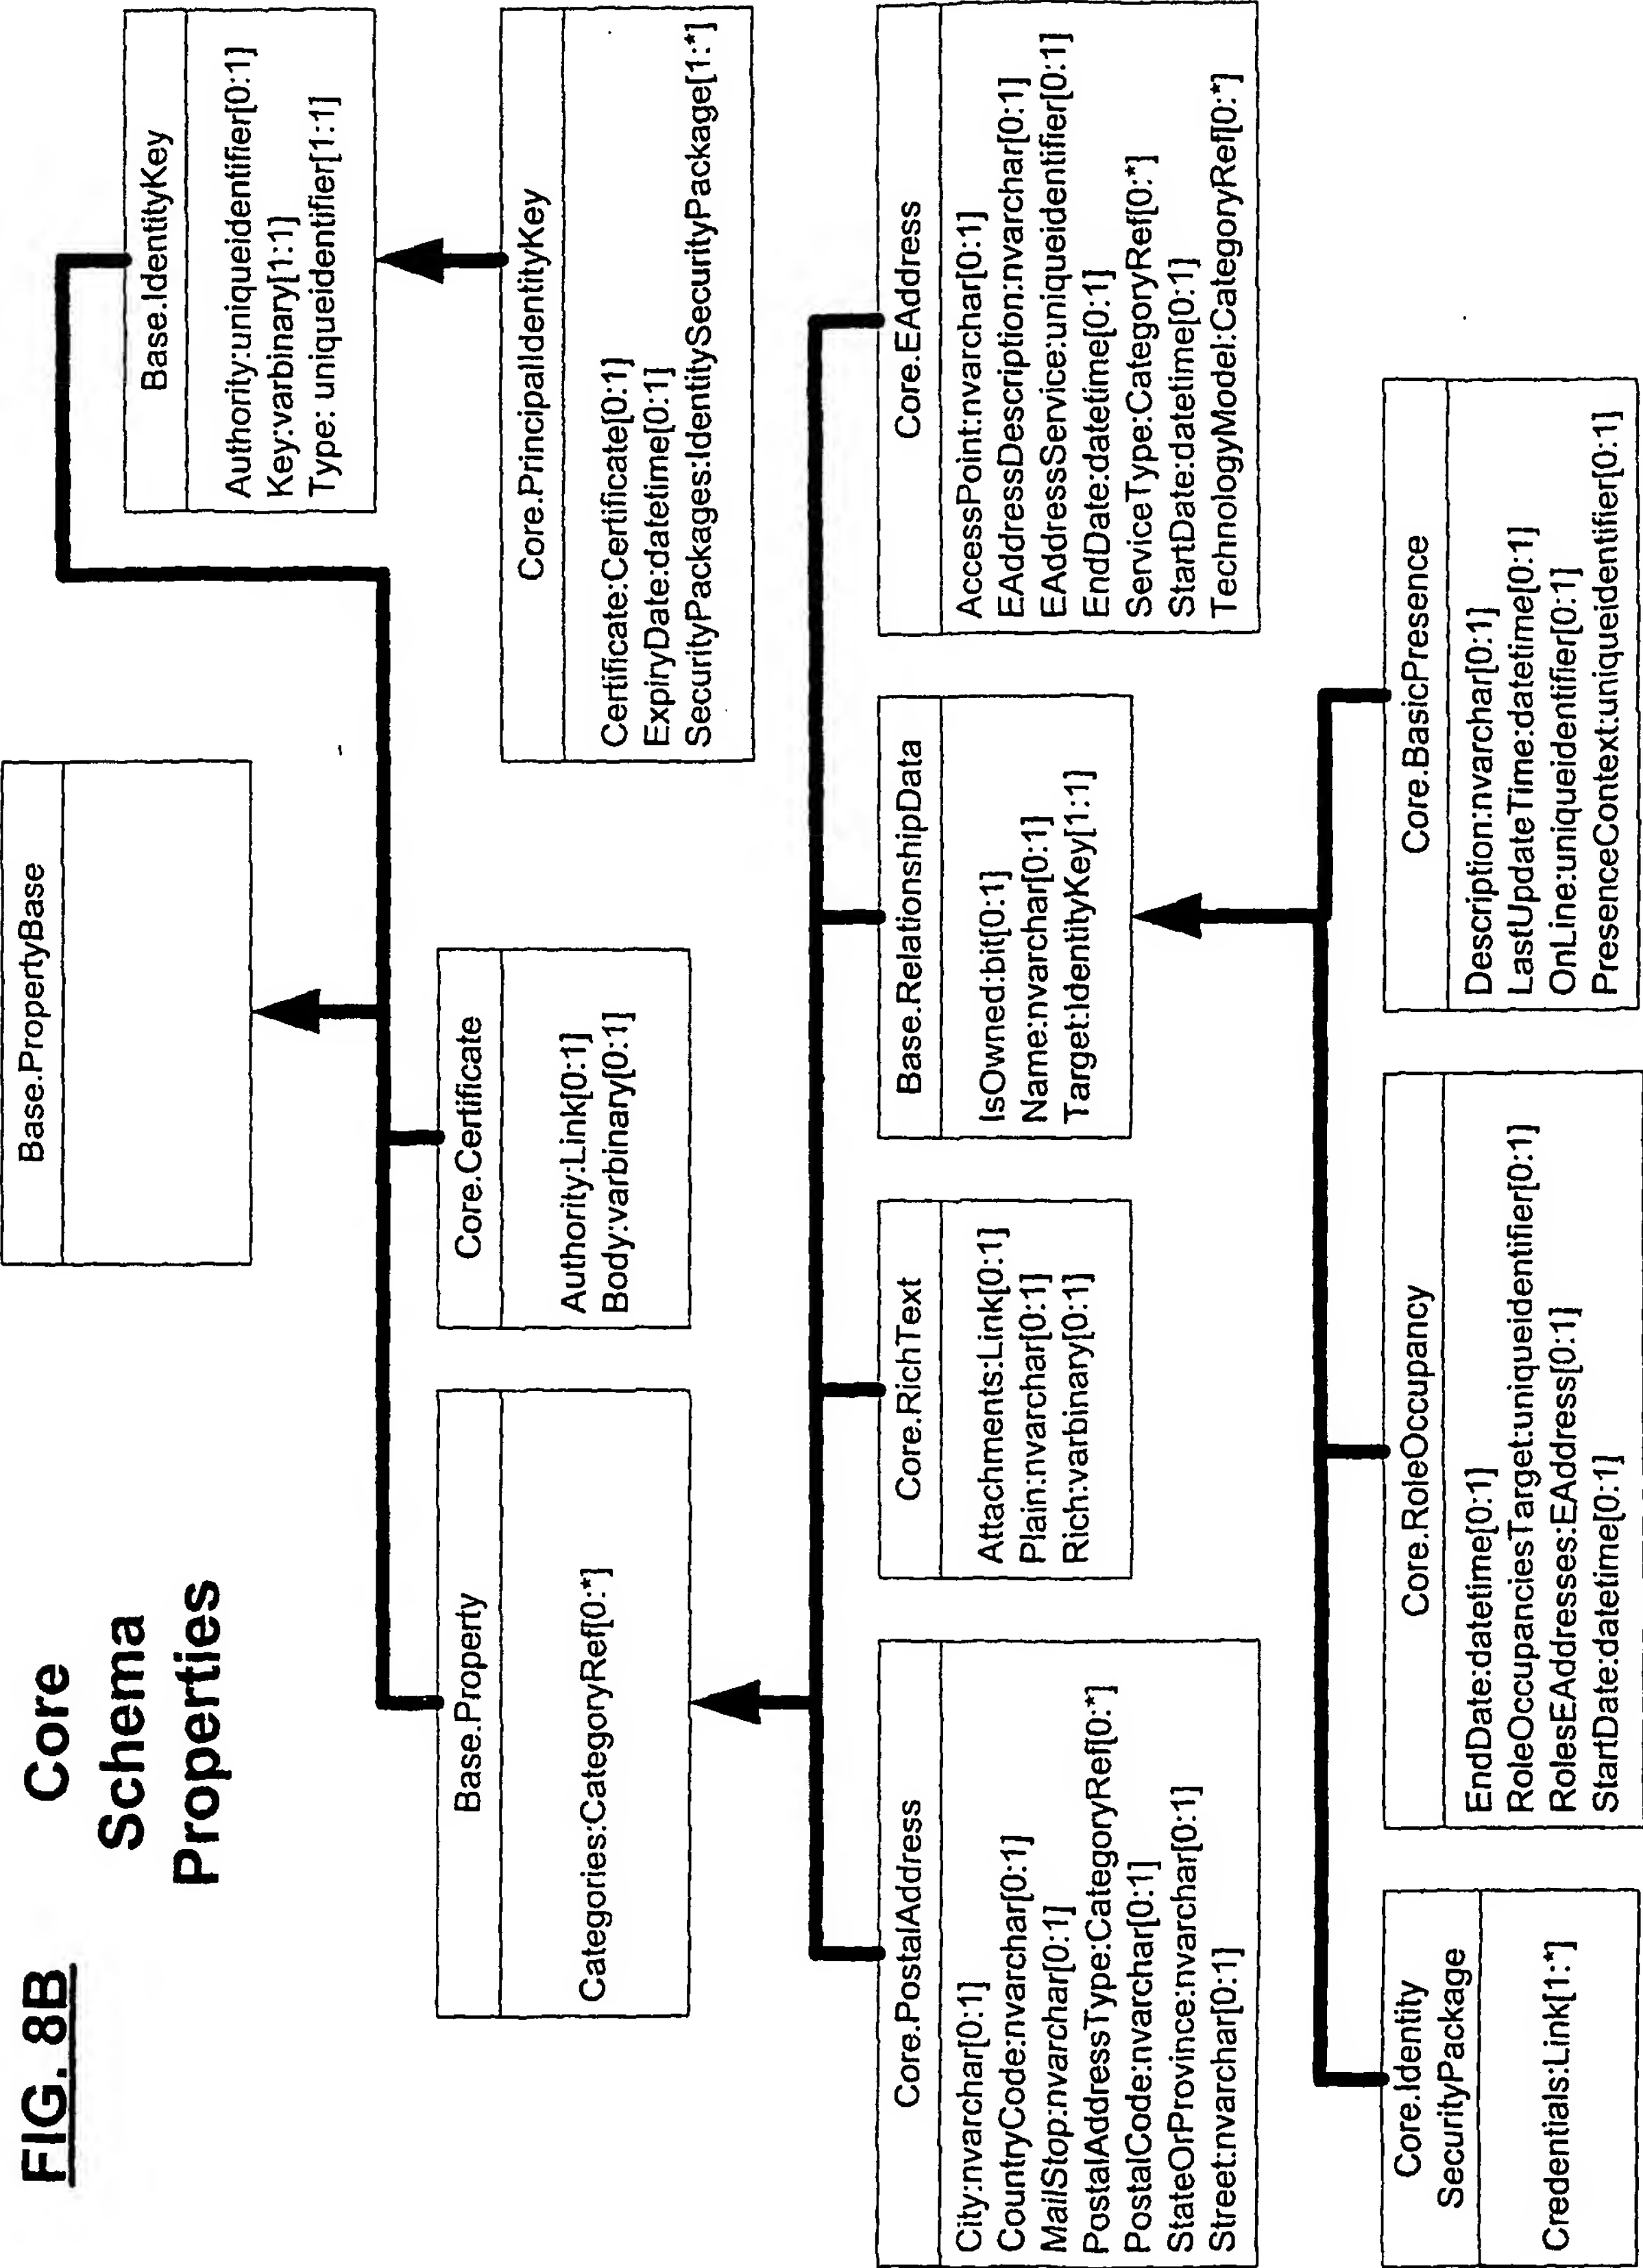 FIG. 8B
Core
Schema
Properties
Base.PropertyBase
Base.IdentityKey
Authority:uniqueidentifier[0:1]
Key:varbinary[1:1]
Type: uniqueidentifier[1:1]
Base.Property
Categories:CategoryRef[0:*]
Core.Certificate
Authority:Link[0:1]
Body:varbinary[0:1]
Core.PrincipalIdentityKey
Certificate:Certificate[0:1]
ExpiryDate:datetime[0:1]
SecurityPackages:IdentitySecurityPackage[1:*]
Core.PostalAddress
City:nvarchar[0:1]
CountryCode:nvarchar[0:1]
MailStop:nvarchar[0:1]
PostalAddressType:CategoryRef[0:*]
PostalCode:nvarchar[0:1]
StateOrProvince:nvarchar[0:1]
Street:nvarchar[0:1]
Core.RichText
Attachments:Link[0:1]
Plain:nvarchar[0:1]
Rich:varbinary[0:1]
Base.RelationshipData
IsOwned:bit[0:1]
Name:nvarchar[0:1]
Target:IdentityKey[1:1]
Core.EAddress
AccessPoint:nvarchar[0:1]
EAddressDescription:nvarchar[0:1]
EAddressService:uniqueidentifier[0:1]
EndDate:datetime[0:1]
ServiceType:CategoryRef[0:*]
StartDate:datetime[0:1]
TechnologyModel:CategoryRef[0:*]
Core.Identity
SecurityPackage
Credentials:Link[1:*]
Core.RoleOccupancy
EndDate:datetime[0:1]
RoleOccupanciesTarget:uniqueidentifier[0:1]
RolesEAddresses:EAddress[0:1]
StartDate:datetime[0:1]
Core.BasicPresence
Description:nvarchar[0:1]
LastUpdateTime:datetime[0:1]
OnLine:uniqueidentifier[0:1]
PresenceContext:uniqueidentifier[0:1]